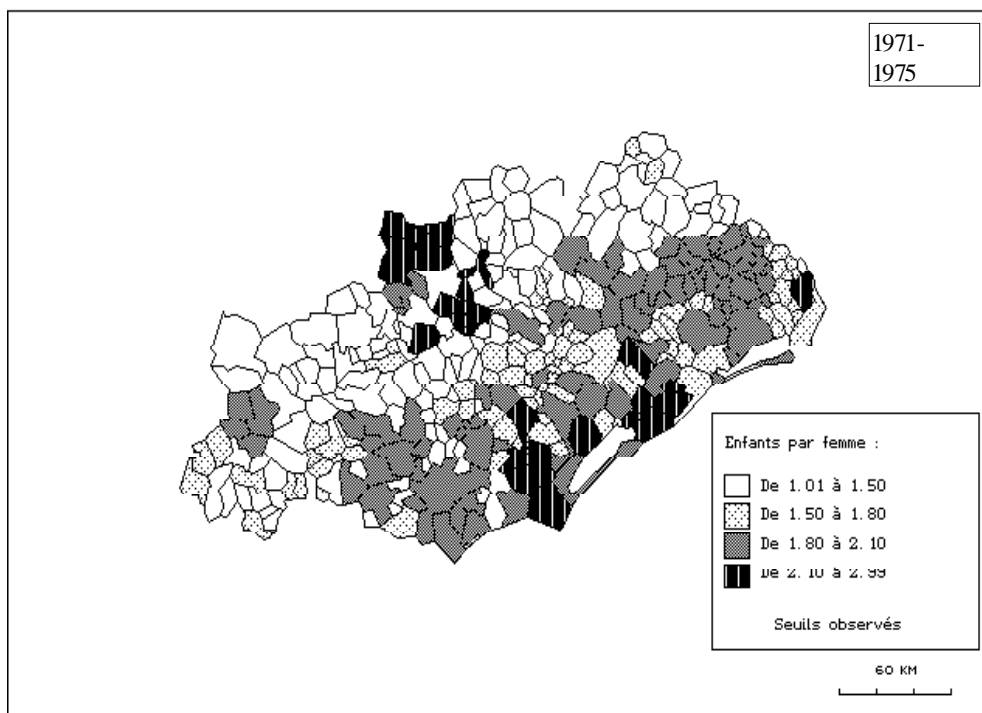 1971-
1975
Enfants par femme :
De 1.01 à 1.50
De 1.50 à 1.80
De 1.80 à 2.10
De 2.10 à 2.99
Seuils observés
60 KM